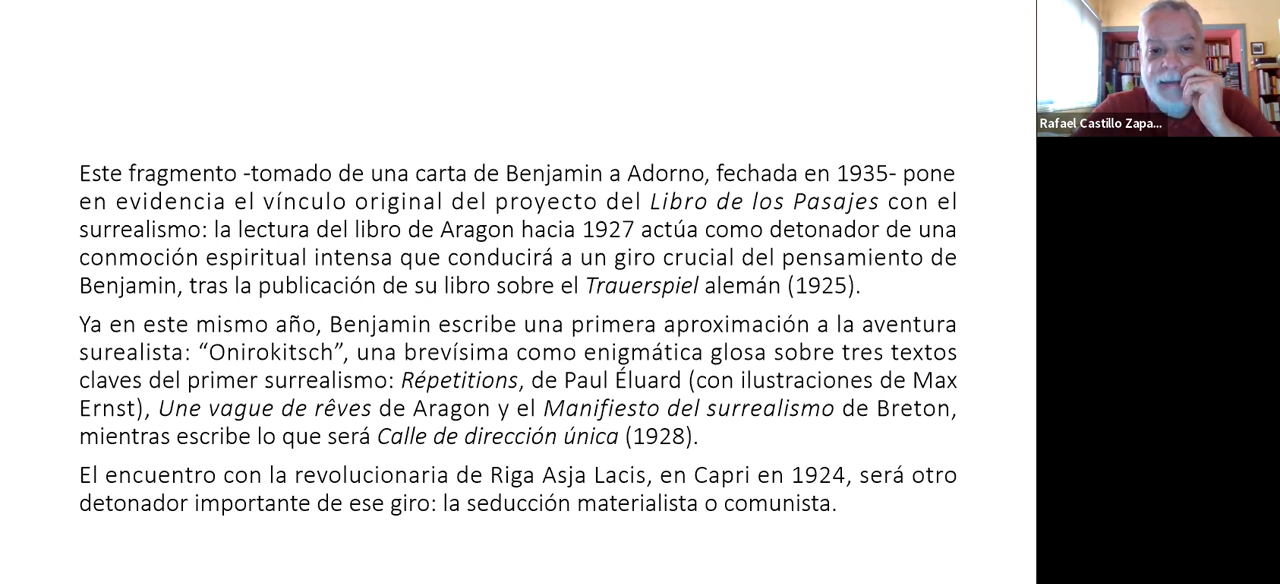 Este fragmento -tomado de una carta de Benjamin a Adorno, fechada en 1935- pone
en evidencia el vínculo original del proyecto del Libro de los Pasajes con el
surrealismo: la lectura del libro de Aragon hacia 1927 actúa como detonador de una
conmoción espiritual intensa que conducirá a un giro crucial del pensamiento de
Benjamin, tras la publicación de su libro sobre el Trauerspiel alemán (1925).
Ya en este mismo año, Benjamin escribe una primera aproximación a la aventura
surealista: “Onirokitsch”, una brevísima como enigmática glosa sobre tres textos
claves del primer surrealismo: Répetitions, de Paul Éluard (con ilustraciones de Max
Ernst), Une vague de rêves de Aragon y el Manifiesto del surrealismo de Breton,
mientras escribe lo que será Calle de dirección única (1928).
El encuentro con la revolucionaria de Riga Asja Lacis, en Capri en 1924, será otro
detonador importante de ese giro: la seducción materialista o comunista.
Rafael Castillo Zapa...